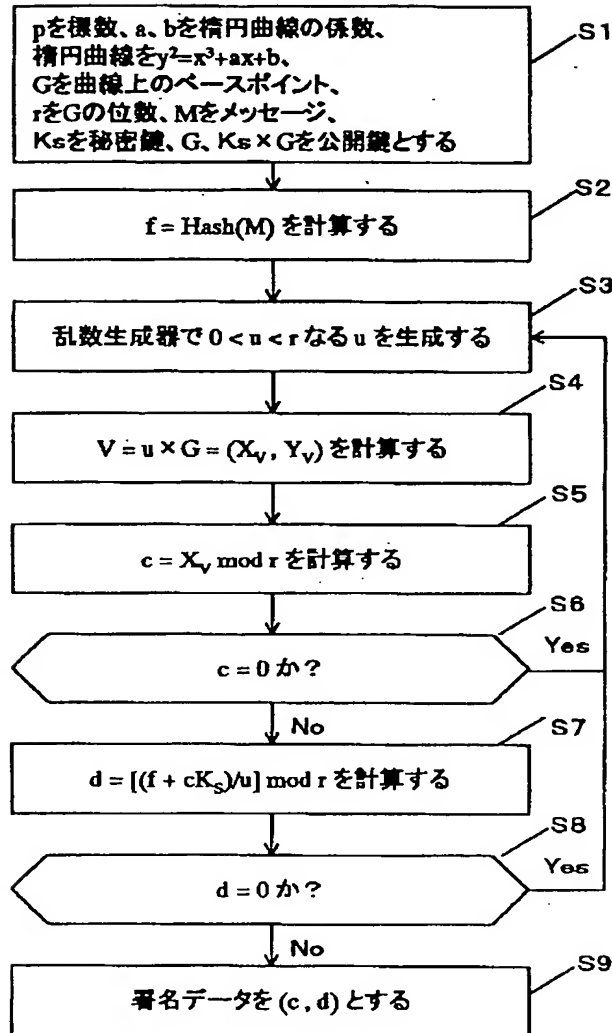 S1
pを標数、a、bを楕円曲線の係数、
楕円曲線をy²=x³+ax+b、
Gを曲線上のベースポイント、
rをGの位数、Mをメッセージ、
Ksを秘密鍵、G、Ks×Gを公開鍵とする
S2
f = Hash(M) を計算する
S3
乱数生成器で 0 < u < r なる u を生成する
S4
V = u × G = (X_V , Y_V) を計算する
S5
c = X_V mod r を計算する
S6
c = 0 か?
Yes
No
S7
d = [(f + cK_S)/u] mod r を計算する
S8
d = 0 か?
Yes
No
S9
署名データを (c , d) とする